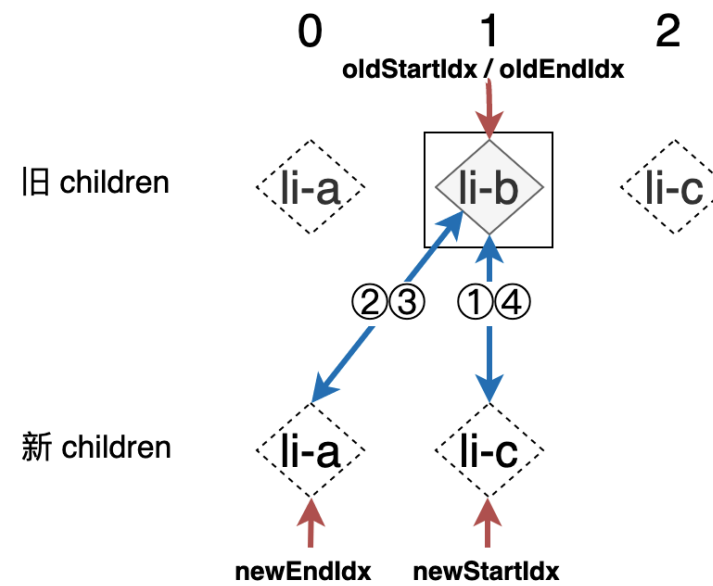 0 1 2
oldStartIdx / oldEndIdx
旧 children li-a li-b li-c
②③ ①④
新 children li-a li-c
newEndIdx newStartIdx